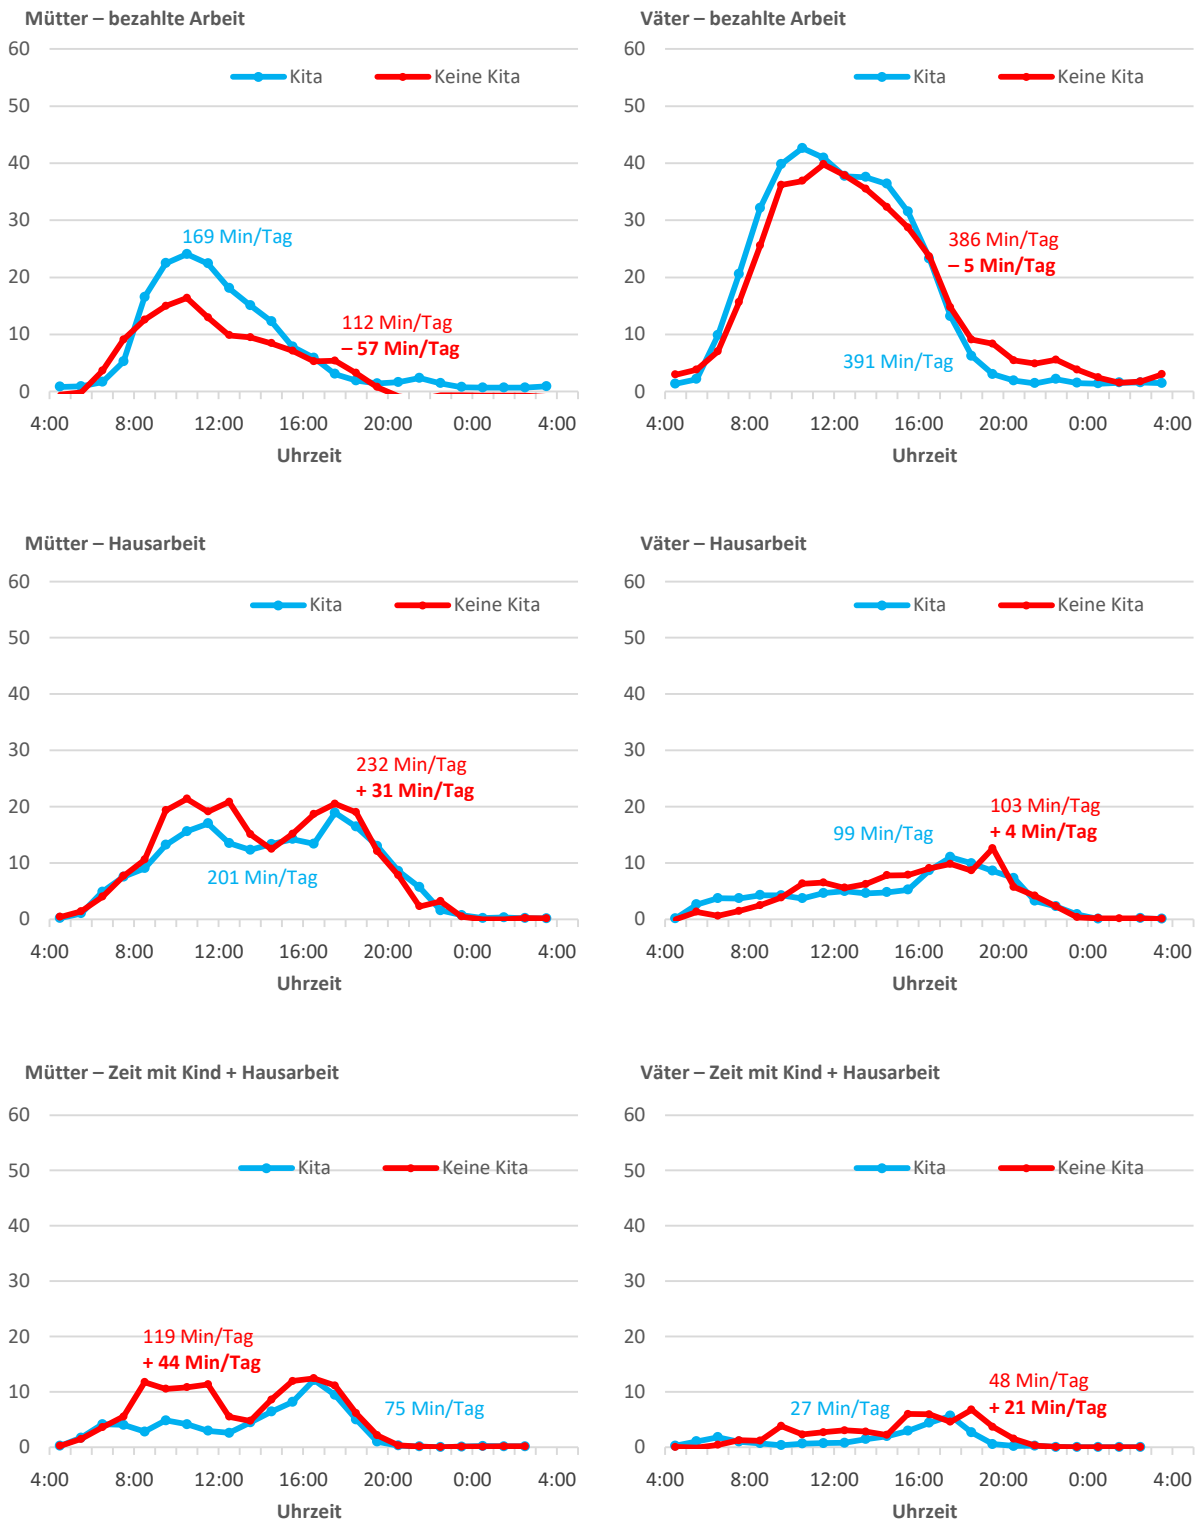 Mütter – bezahlte Arbeit
60
Kita
Keine Kita
50
40
30
169 Min/Tag
20
112 Min/Tag
– 57 Min/Tag
10
0
4:00 8:00 12:00 16:00 20:00 0:00 4:00
Uhrzeit
Väter – bezahlte Arbeit
60
Kita
Keine Kita
50
40
30
386 Min/Tag
– 5 Min/Tag
20
10
391 Min/Tag
0
4:00 8:00 12:00 16:00 20:00 0:00 4:00
Uhrzeit
Mütter – Hausarbeit
60
Kita
Keine Kita
50
40
30
232 Min/Tag
+ 31 Min/Tag
20
10
201 Min/Tag
0
4:00 8:00 12:00 16:00 20:00 0:00 4:00
Uhrzeit
Väter – Hausarbeit
60
Kita
Keine Kita
50
40
30
20
103 Min/Tag
+ 4 Min/Tag
99 Min/Tag
10
0
4:00 8:00 12:00 16:00 20:00 0:00 4:00
Uhrzeit
Mütter – Zeit mit Kind + Hausarbeit
60
Kita
Keine Kita
50
40
30
20
119 Min/Tag
+ 44 Min/Tag
10
75 Min/Tag
0
4:00 8:00 12:00 16:00 20:00 0:00 4:00
Uhrzeit
Väter – Zeit mit Kind + Hausarbeit
60
Kita
Keine Kita
50
40
30
20
48 Min/Tag
+ 21 Min/Tag
10
27 Min/Tag
0
4:00 8:00 12:00 16:00 20:00 0:00 4:00
Uhrzeit